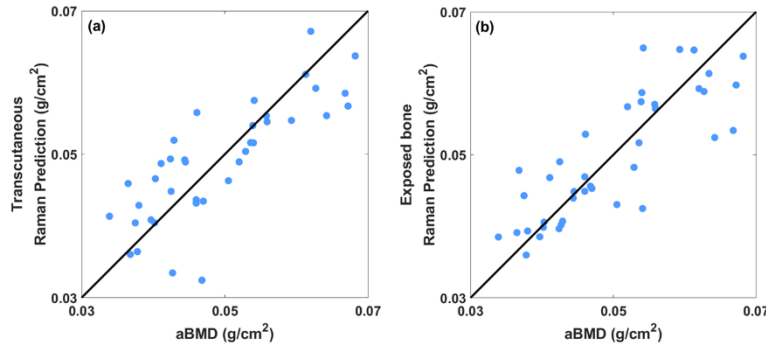 (a)
0.07
0.05
0.03
Transcutaneous
Raman Prediction (g/cm²)
0.03
0.05
0.07
aBMD (g/cm²)
(b)
0.07
0.05
0.03
Exposed bone
Raman Prediction (g/cm²)
0.03
0.05
0.07
aBMD (g/cm²)